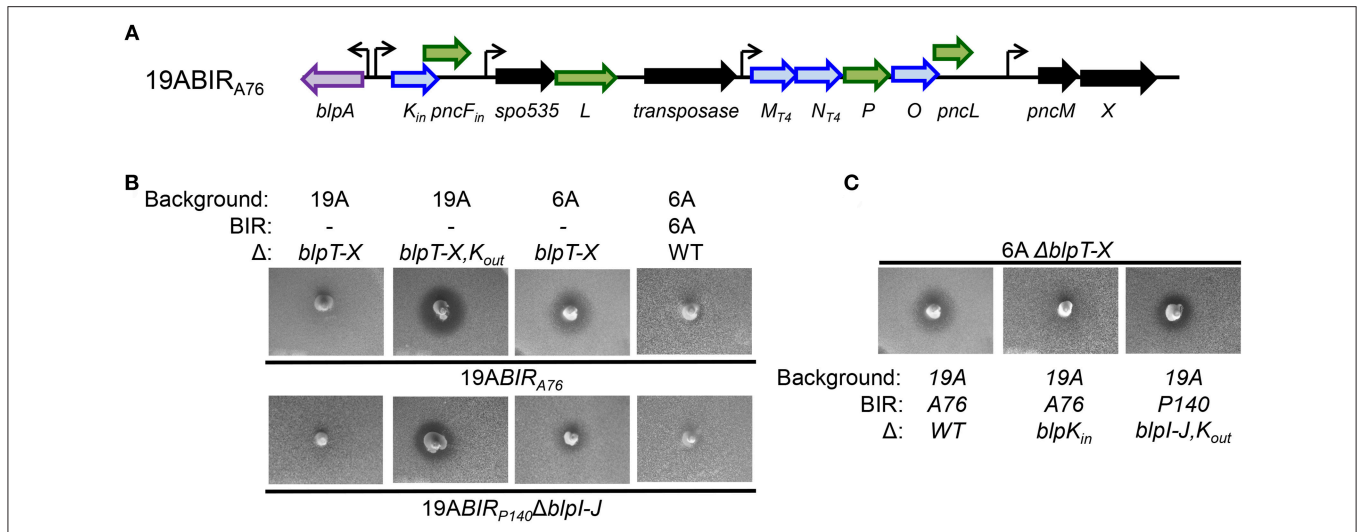 A
19ABIR_A76
blpA K_in pncF_in spo535 L transposase M_T4 N_T4 P O pncL pncM X
B
Background: 19A 19A 6A 6A
BIR: - - - 6A
Δ: blpT-X blpT-X,K_out blpT-X WT
19ABIR_A76
19ABIR_P140ΔblpI-J
C
6A ΔblpT-X
Background: 19A 19A 19A
BIR: A76 A76 P140
Δ: WT blpK_in blpI-J,K_out